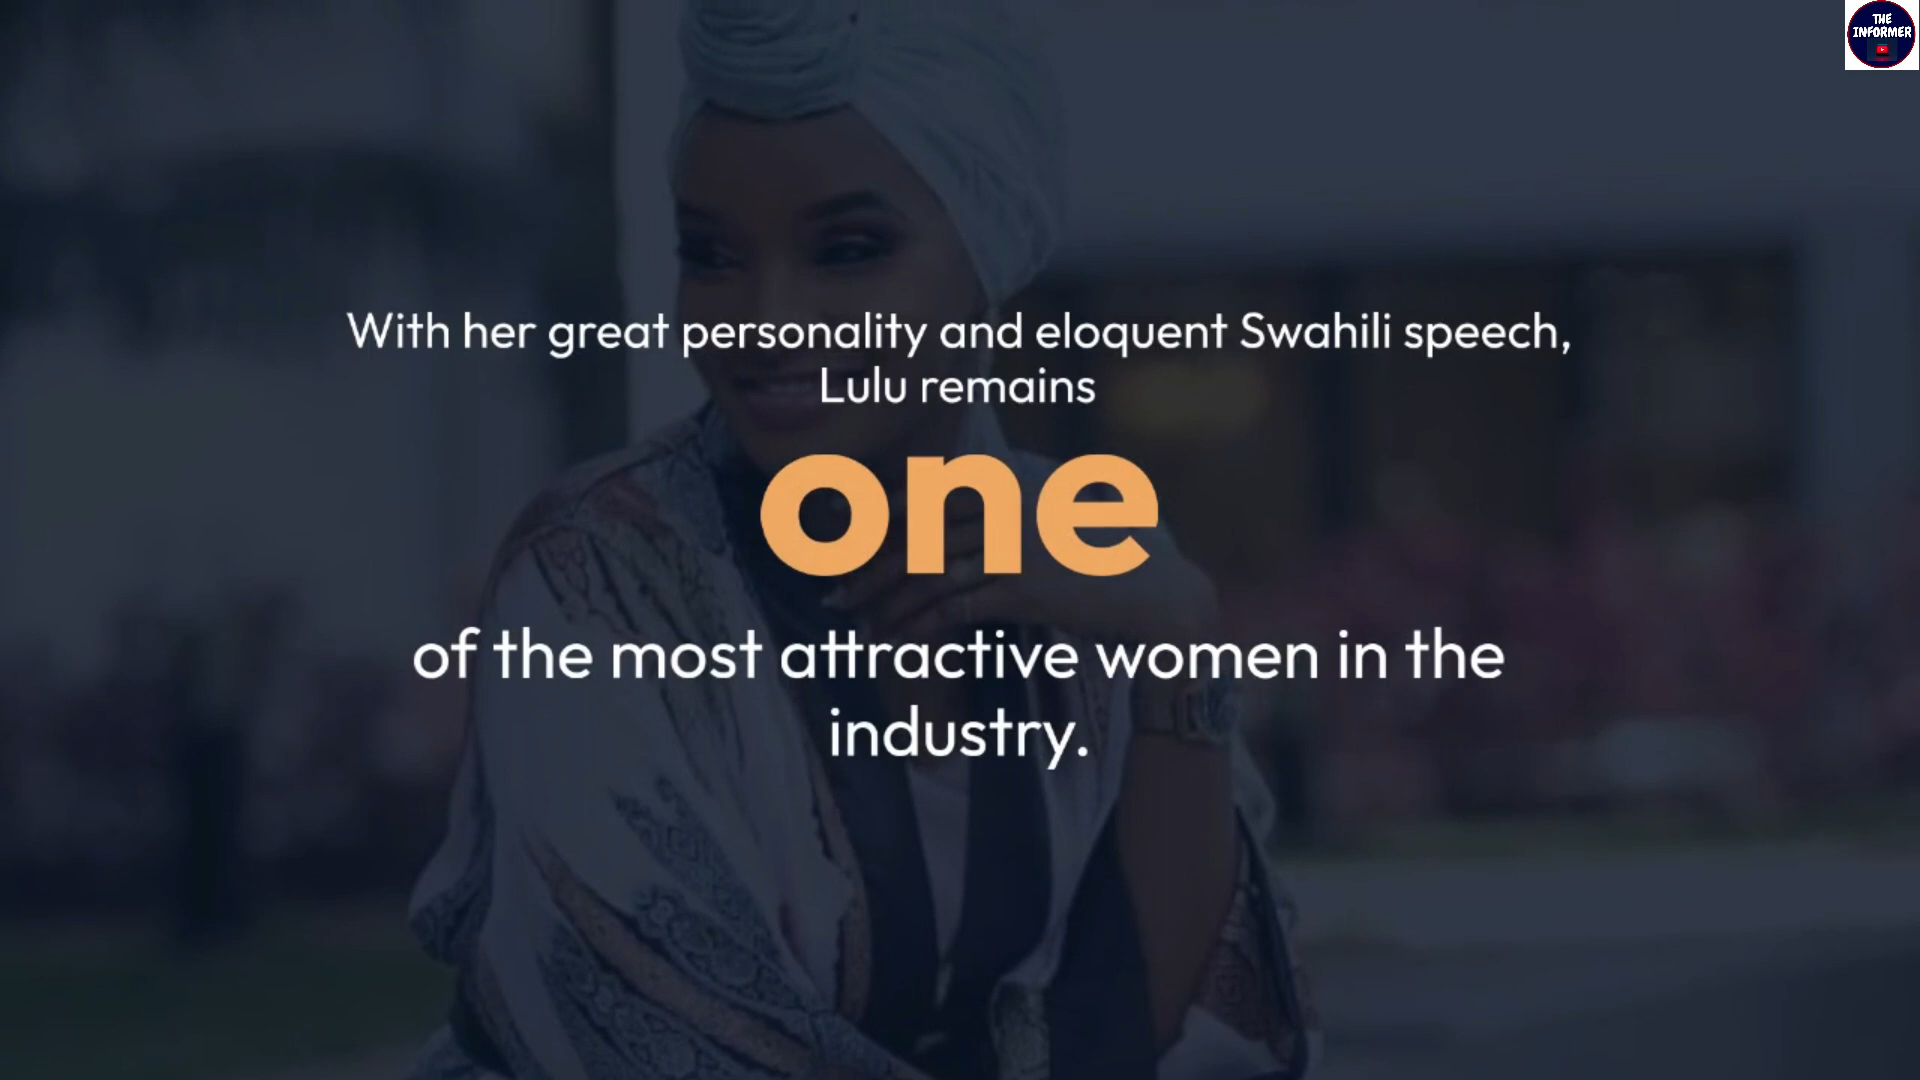 THE
INFORMER
With her great personality and eloquent Swahili speech,
Lulu remains
one
of the most attractive women in the
industry.